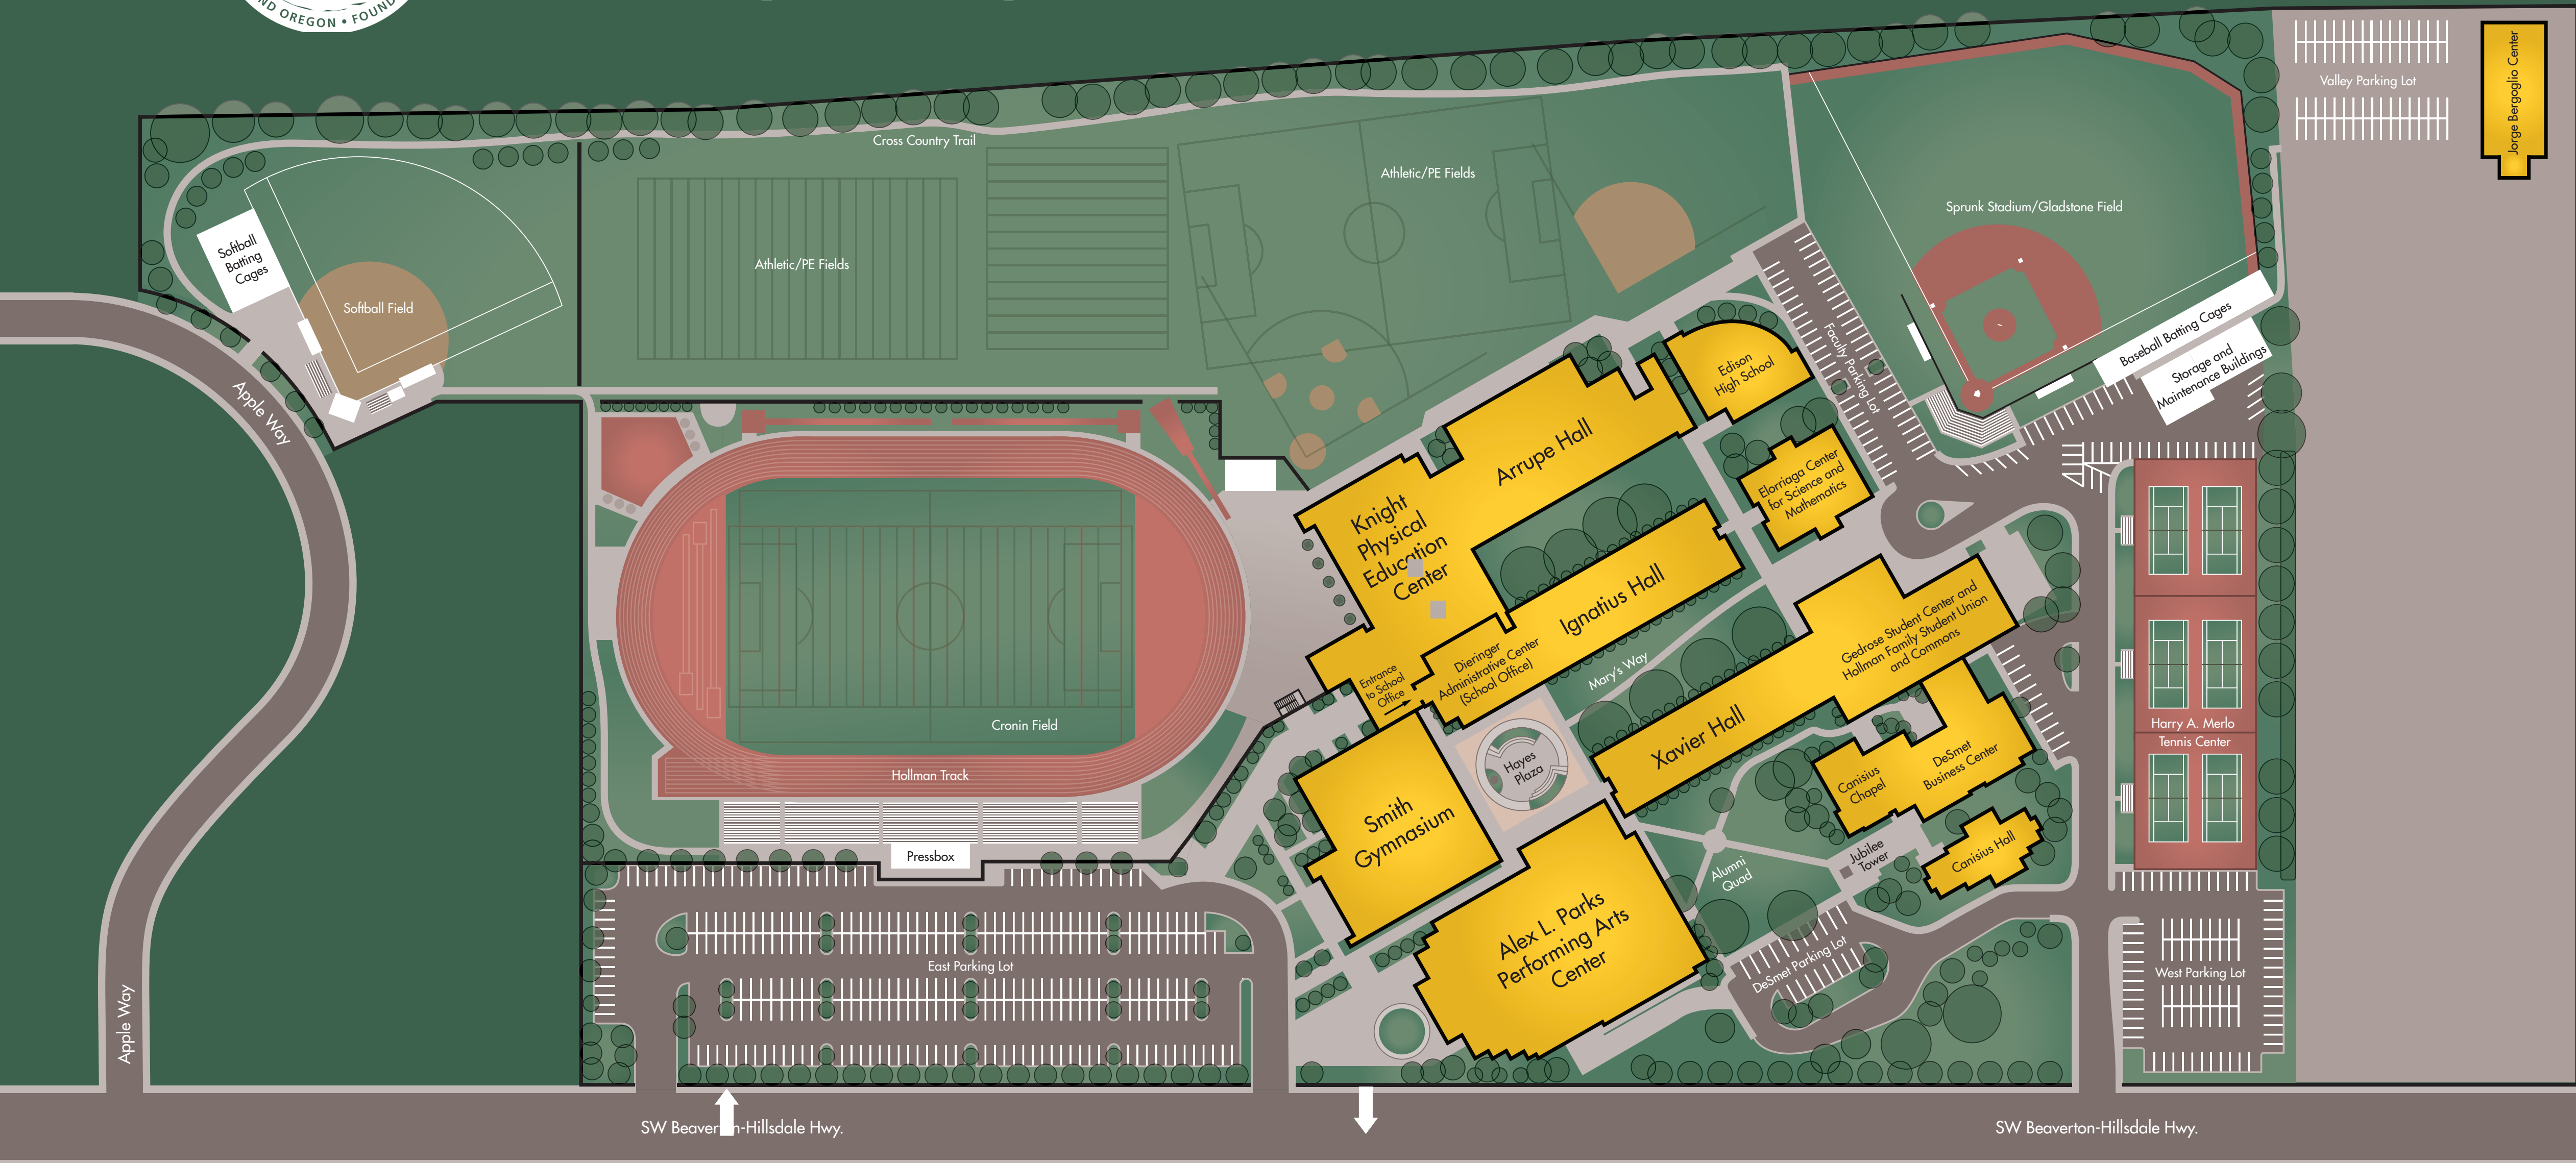 ND OREGON • FOUND
Valley Parking Lot
Jorge Bergoglio Center
Cross Country Trail
Athletic/PE Fields
Sprunk Stadium/Gladstone Field
Softball
Batting
Cages
Athletic/PE Fields
Softball Field
Baseball Batting Cages
Storage and
Maintenance Buildings
Faculty Parking Lot
Edison
High School
Apple Way
Arrupe Hall
Elorriaga Center
for Science and
Mathematics
Knight
Physical
Education
Center
Ignatius Hall
Gedrose Student Center and
Hollman Family Student Union
and Commons
Dieringer
Administrative Center
(School Office)
Entrance
to School
Office
Mary's Way
Cronin Field
Harry A. Merlo
Tennis Center
Xavier Hall
Hayes
Plaza
DeSmet
Business Center
Canisius
Chapel
Hollman Track
Smith
Gymnasium
Pressbox
Jubilee
Tower
Canisius Hall
Alumni
Quad
Alex L. Parks
Performing Arts
Center
East Parking Lot
DeSmet Parking Lot
West Parking Lot
Apple Way
SW Beaverton-Hillsdale Hwy.
SW Beaverton-Hillsdale Hwy.